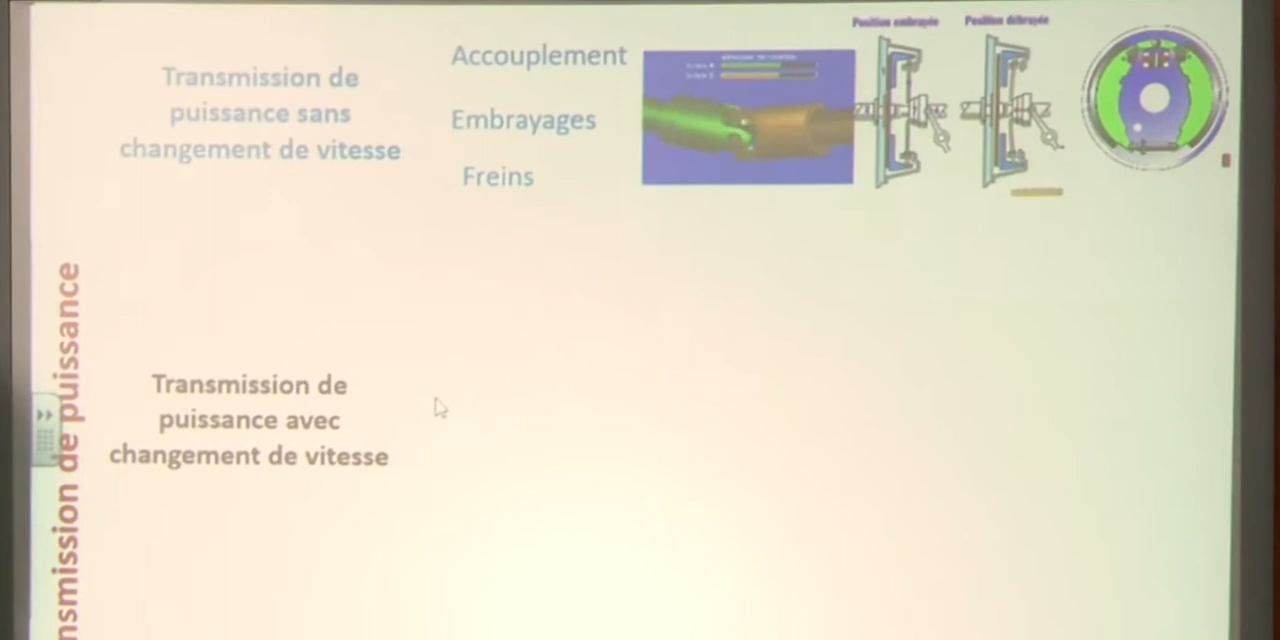 Position embrayée
Position débrayée
Transmission de
puissance sans
changement de vitesse
Accouplement
Embrayages
Freins
nsmission de puissance
Transmission de
puissance avec
changement de vitesse